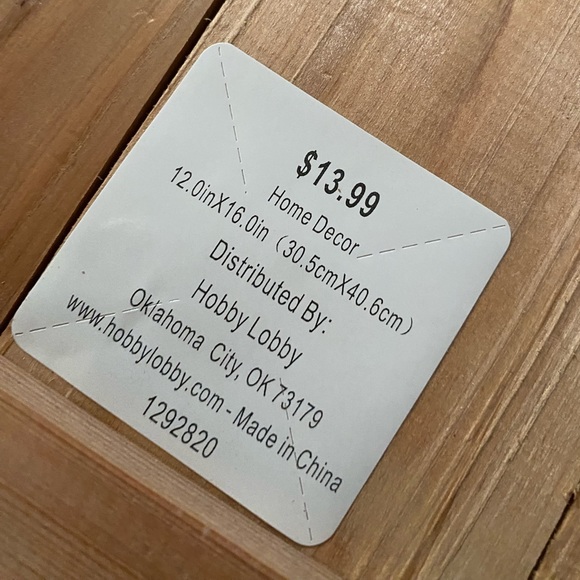 $13.99
Home Decor
12.0inX16.0in（30.5cmX40.6cm）
Distributed By:
Hobby Lobby
Oklahoma City, OK 73179
www.hobbylobby.com - Made in China
1292820